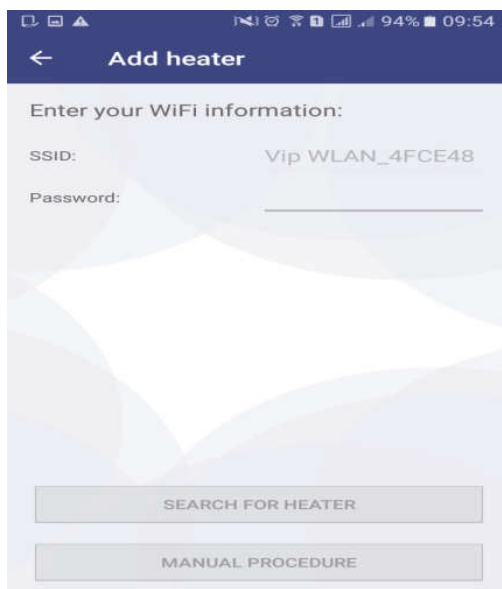 94% 09:54
Add heater
Enter your WiFi information:
SSID: Vip WLAN_4FCE48
Password:
SEARCH FOR HEATER
MANUAL PROCEDURE